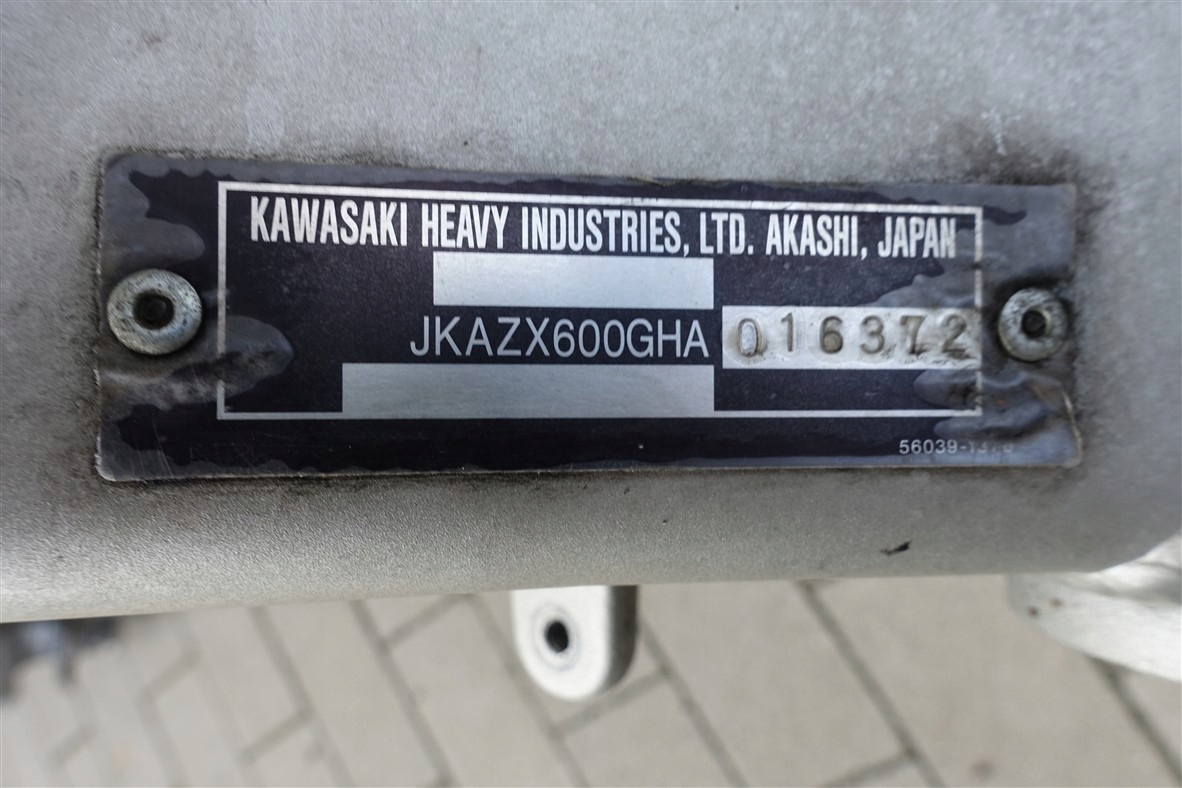 KAWASAKI HEAVY INDUSTRIES, LTD. AKASHI, JAPAN
JKAZX600GHA 016372